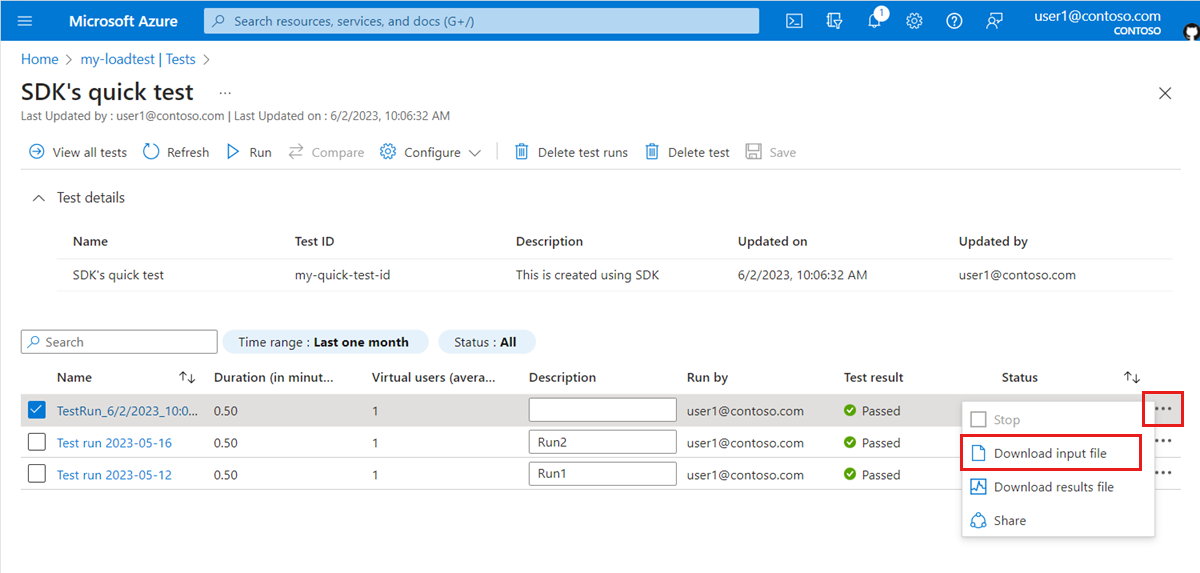 Microsoft Azure Search resources, services, and docs (G+/) 1 user1@contoso.com
CONTOSO
Home > my-loadtest | Tests >
SDK's quick test ...
Last Updated by : user1@contoso.com | Last Updated on : 6/2/2023, 10:06:32 AM
View all tests Refresh Run Compare Configure Delete test runs Delete test Save
Test details
Name Test ID Description Updated on Updated by
SDK's quick test my-quick-test-id This is created using SDK 6/2/2023, 10:06:32 AM user1@contoso.com
Search Time range : Last one month Status : All
Name Duration (in minut... Virtual users (avera... Description Run by Test result Status
TestRun_6/2/2023_10:0... 0.50 1 user1@contoso.com Passed
Stop
Test run 2023-05-16 0.50 1 Run2 user1@contoso.com Passed
Download input file
Test run 2023-05-12 0.50 1 Run1 user1@contoso.com Passed
Download results file
Share